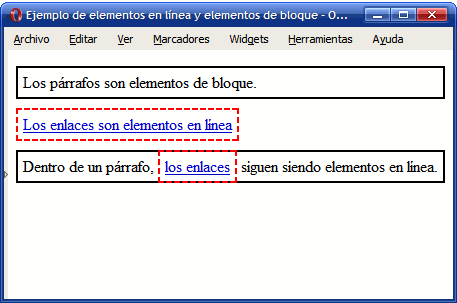 Ejemplo de elementos en línea y elementos de bloque - O...
Archivo Editar Ver Marcadores Widgets Herramientas Ayuda
Los párrafos son elementos de bloque.
Los enlaces son elementos en línea
Dentro de un párrafo, los enlaces siguen siendo elementos en línea.